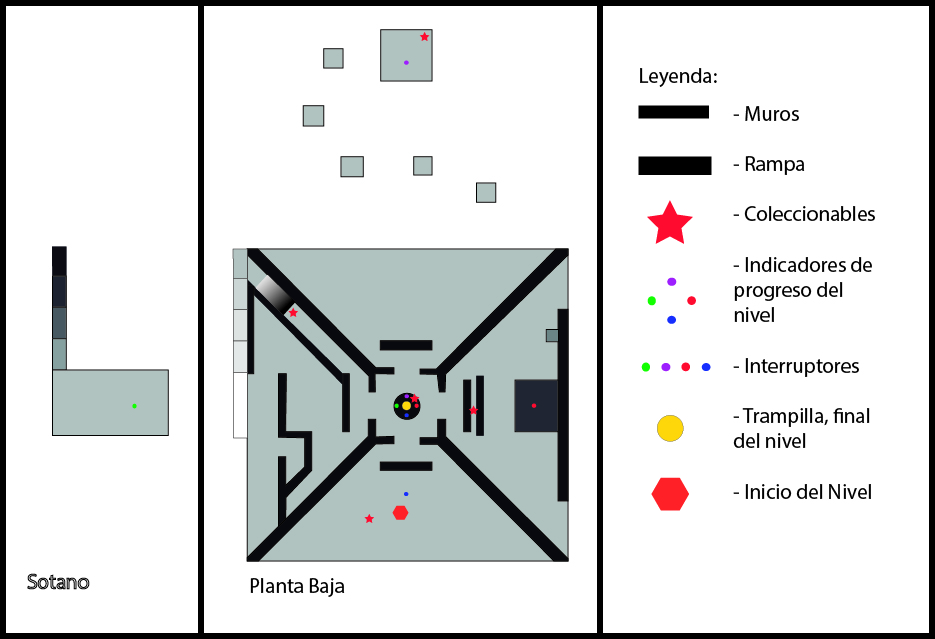 Sotano
Planta Baja
Leyenda:
- Muros
- Rampa
- Coleccionables
- Indicadores de
progreso del
nivel
- Interruptores
- Trampilla, final
del nivel
- Inicio del Nivel